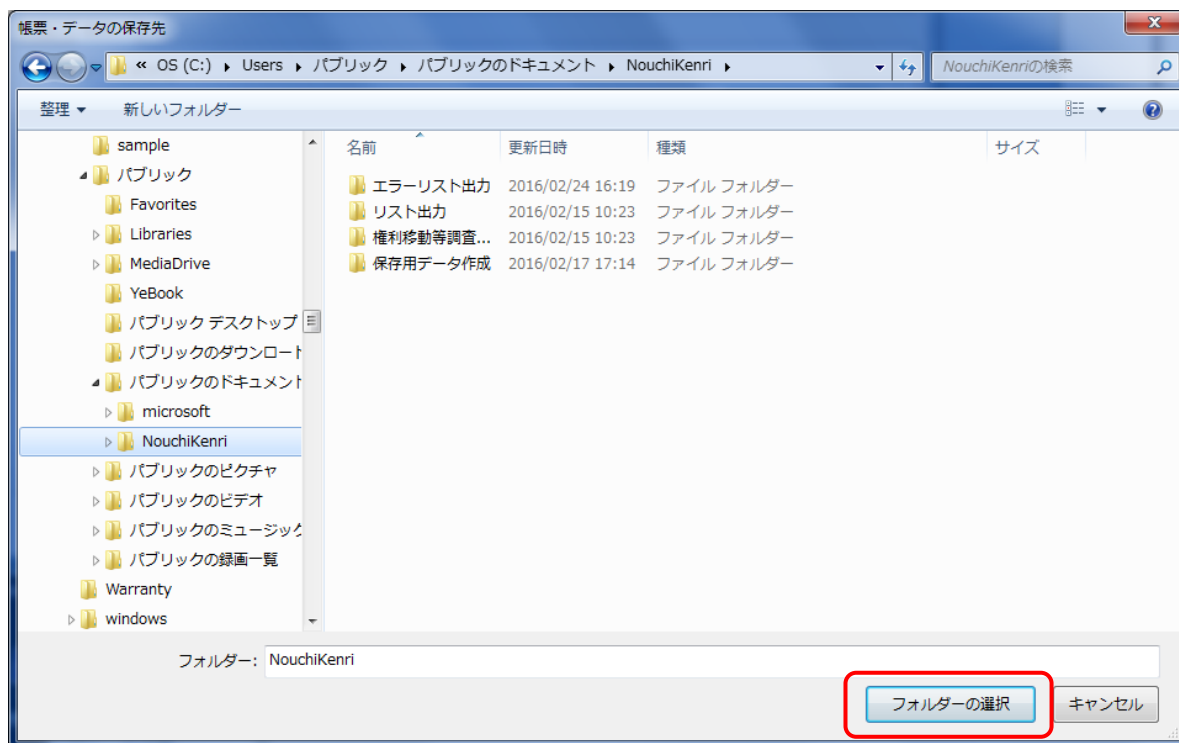 帳票・データの保存先
« OS (C:) ▸ Users ▸ パブリック ▸ パブリックのドキュメント ▸ NouchiKenri ▸
NouchiKenriの検索
整理 ▼ 新しいフォルダー
sample
パブリック
Favorites
Libraries
MediaDrive
YeBook
パブリック デスクトップ
パブリックのダウンロート
パブリックのドキュメント
microsoft
NouchiKenri
パブリックのピクチャ
パブリックのビデオ
パブリックのミュージック
パブリックの録画一覧
Warranty
windows
名前 更新日時 種類 サイズ
エラーリスト出力 2016/02/24 16:19 ファイル フォルダー
リスト出力 2016/02/15 10:23 ファイル フォルダー
権利移動等調査... 2016/02/15 10:23 ファイル フォルダー
保存用データ作成 2016/02/17 17:14 ファイル フォルダー
フォルダー: NouchiKenri
フォルダーの選択 キャンセル